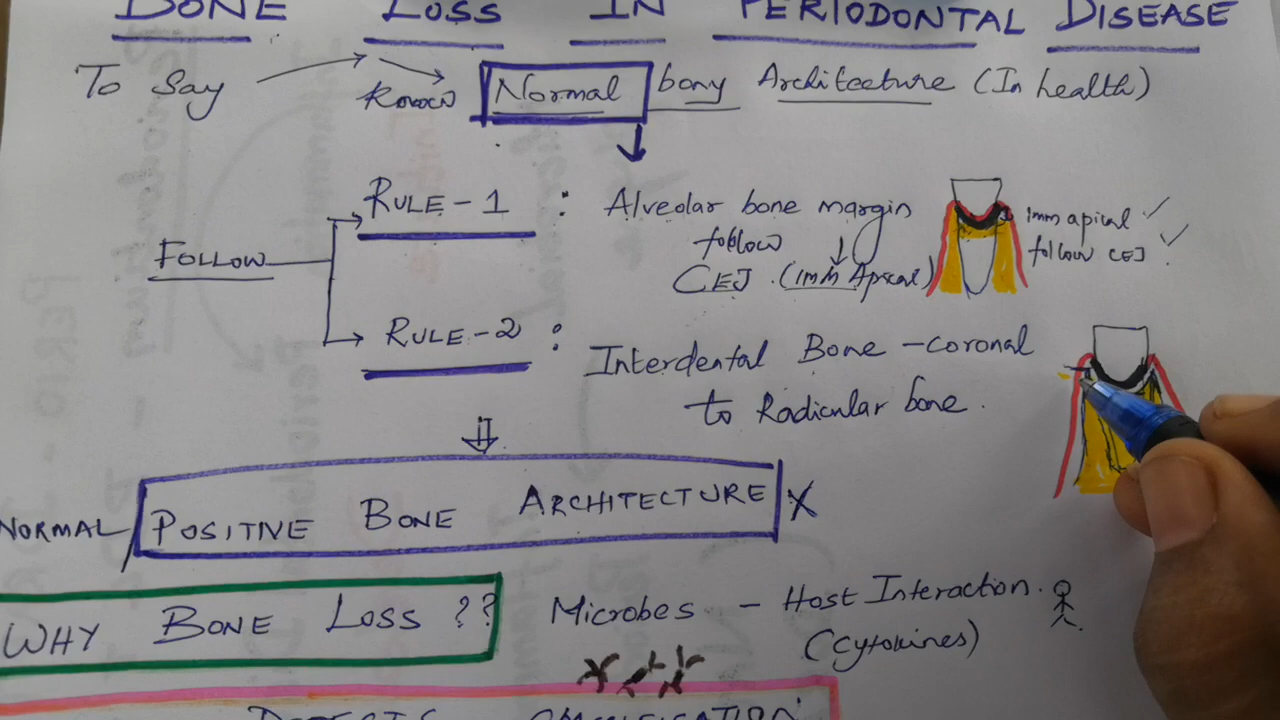 BONE LOSS IN PERIODONTAL DISEASE
To Say Know Normal bony Architecture (In health)
RULE-1 : Alveolar bone margin
follow
CEJ (1mm Apical)
1mm apical
follow CEJ
FOLLOW
RULE-2 : Interdental Bone - coronal
to Radicular bone.
NORMAL / POSITIVE BONE ARCHITECTURE X
WHY BONE LOSS ?? Microbes - Host Interaction.
(cytokines)
DEFECTS CLASSIFICATION